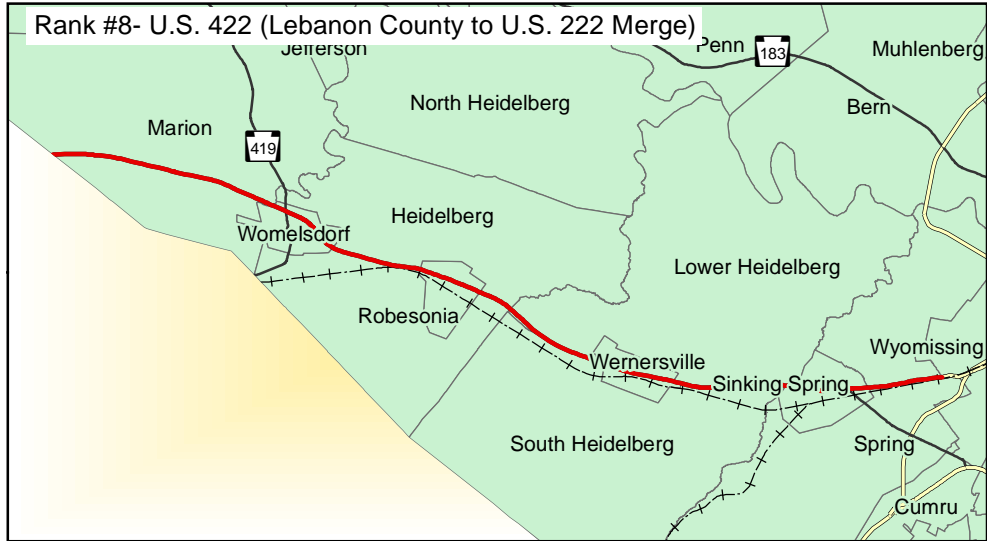 Rank #8- U.S. 422 (Lebanon County to U.S. 222 Merge)
Jefferson
Penn
183
Muhlenberg
North Heidelberg
Bern
Marion
419
Heidelberg
Womelsdorf
Lower Heidelberg
Robesonia
Wyomissing
Wernersville
Sinking Spring
South Heidelberg
Spring
Cumru